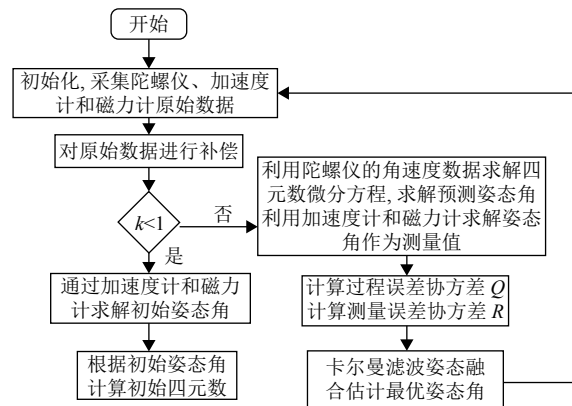 开始
初始化, 采集陀螺仪、加速度
计和磁力计原始数据
对原始数据进行补偿
k<1
否
是
通过加速度计和磁力
计求解初始姿态角
根据初始姿态角
计算初始四元数
利用陀螺仪的角速度数据求解四
元数微分方程, 求解预测姿态角
利用加速度计和磁力计求解姿态
角作为测量值
计算过程误差协方差 Q
计算测量误差协方差 R
卡尔曼滤波姿态融
合估计最优姿态角